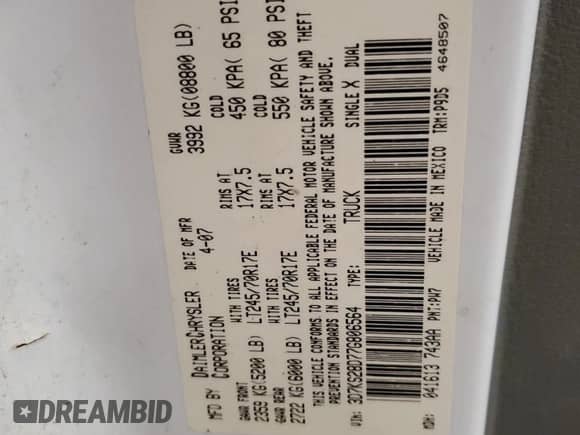 MFD BY DAIMLERCHRYSLER CORPORATION
DATE OF MFR 4-07
GVWR 3992 KG(08800 LB)
GAWR FRONT 2359 KG(5200 LB)
WITH TIRES LT245/70R17E
RIMS AT 17X7.5
COLD 450 KPA( 65 PSI
2722 KG(6000 LB)
WITH TIRES LT245/70R17E
RIMS AT 17X7.5
COLD 550 KPA( 80 PSI
THIS VEHICLE CONFORMS TO ALL APPLICABLE FEDERAL MOTOR VEHICLE SAFETY AND THEFT
PREVENTION STANDARDS IN EFFECT ON THE DATE OF MANUFACTURE SHOWN ABOVE.
VIN: 3D7KS28D77G806564 TYPE: TRUCK SINGLE X DUAL
MDH: 041613 743AA PNT:PW7 VEHICLE MADE IN MEXICO TRM:P9D5
4648507
DREAMBID